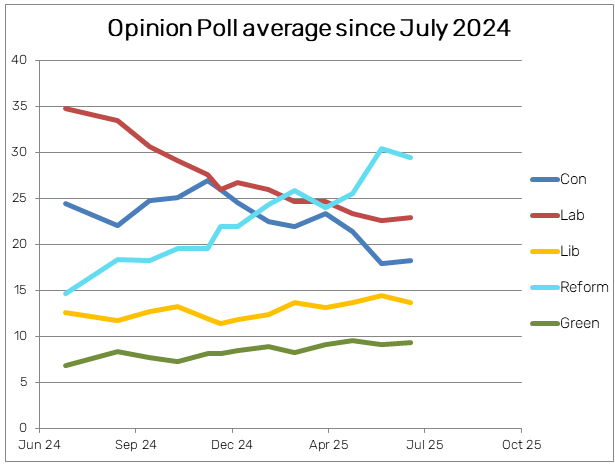 Opinion Poll average since July 2024
40
35
30
25
20
15
10
5
0
Jun 24 Sep 24 Dec 24 Apr 25 Jul 25 Oct 25
Con
Lab
Lib
Reform
Green